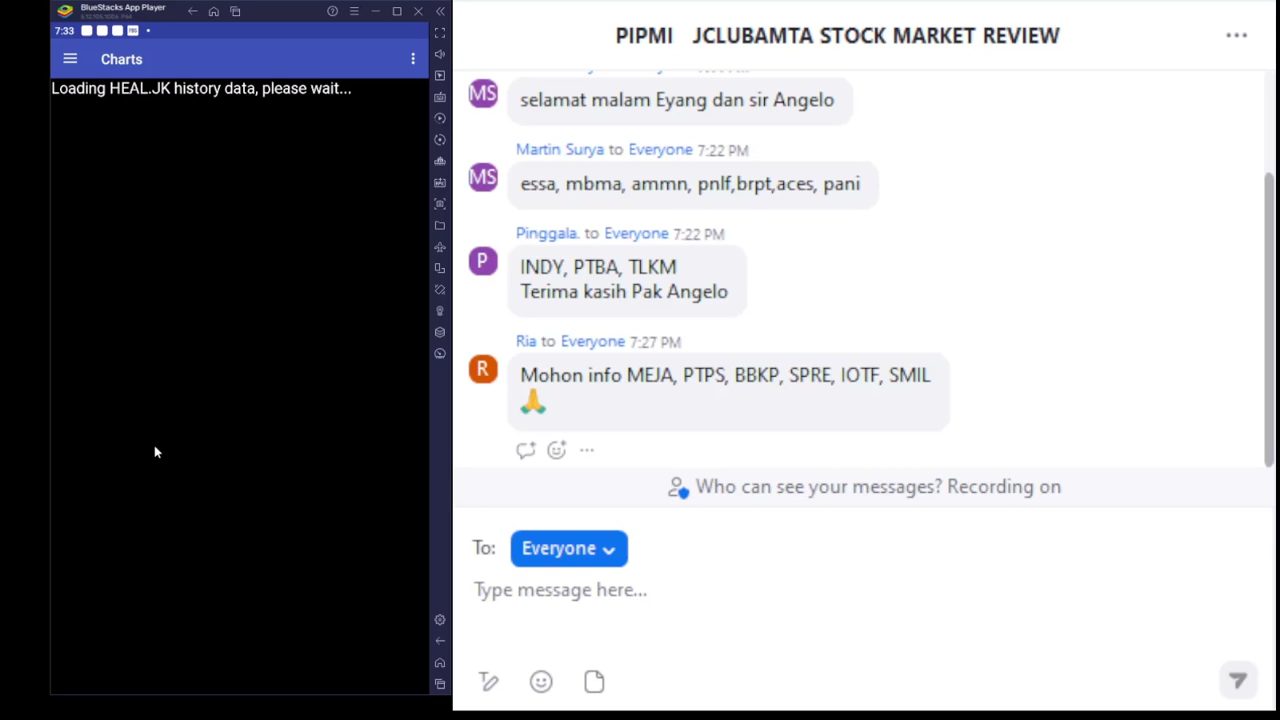 BlueStacks App Player
7:33
Charts
Loading HEAL.JK history data, please wait...
PIPMI JCLUBAMTA STOCK MARKET REVIEW
MS
selamat malam Eyang dan sir Angelo
Martin Surya to Everyone 7:22 PM
MS
essa, mbma, ammn, pnlf,brpt,aces, pani
Pinggala. to Everyone 7:22 PM
P
INDY, PTBA, TLKM
Terima kasih Pak Angelo
Ria to Everyone 7:27 PM
R
Mohon info MEJA, PTPS, BBKP, SPRE, IOTF, SMIL
🙏
Who can see your messages? Recording on
To: Everyone
Type message here...